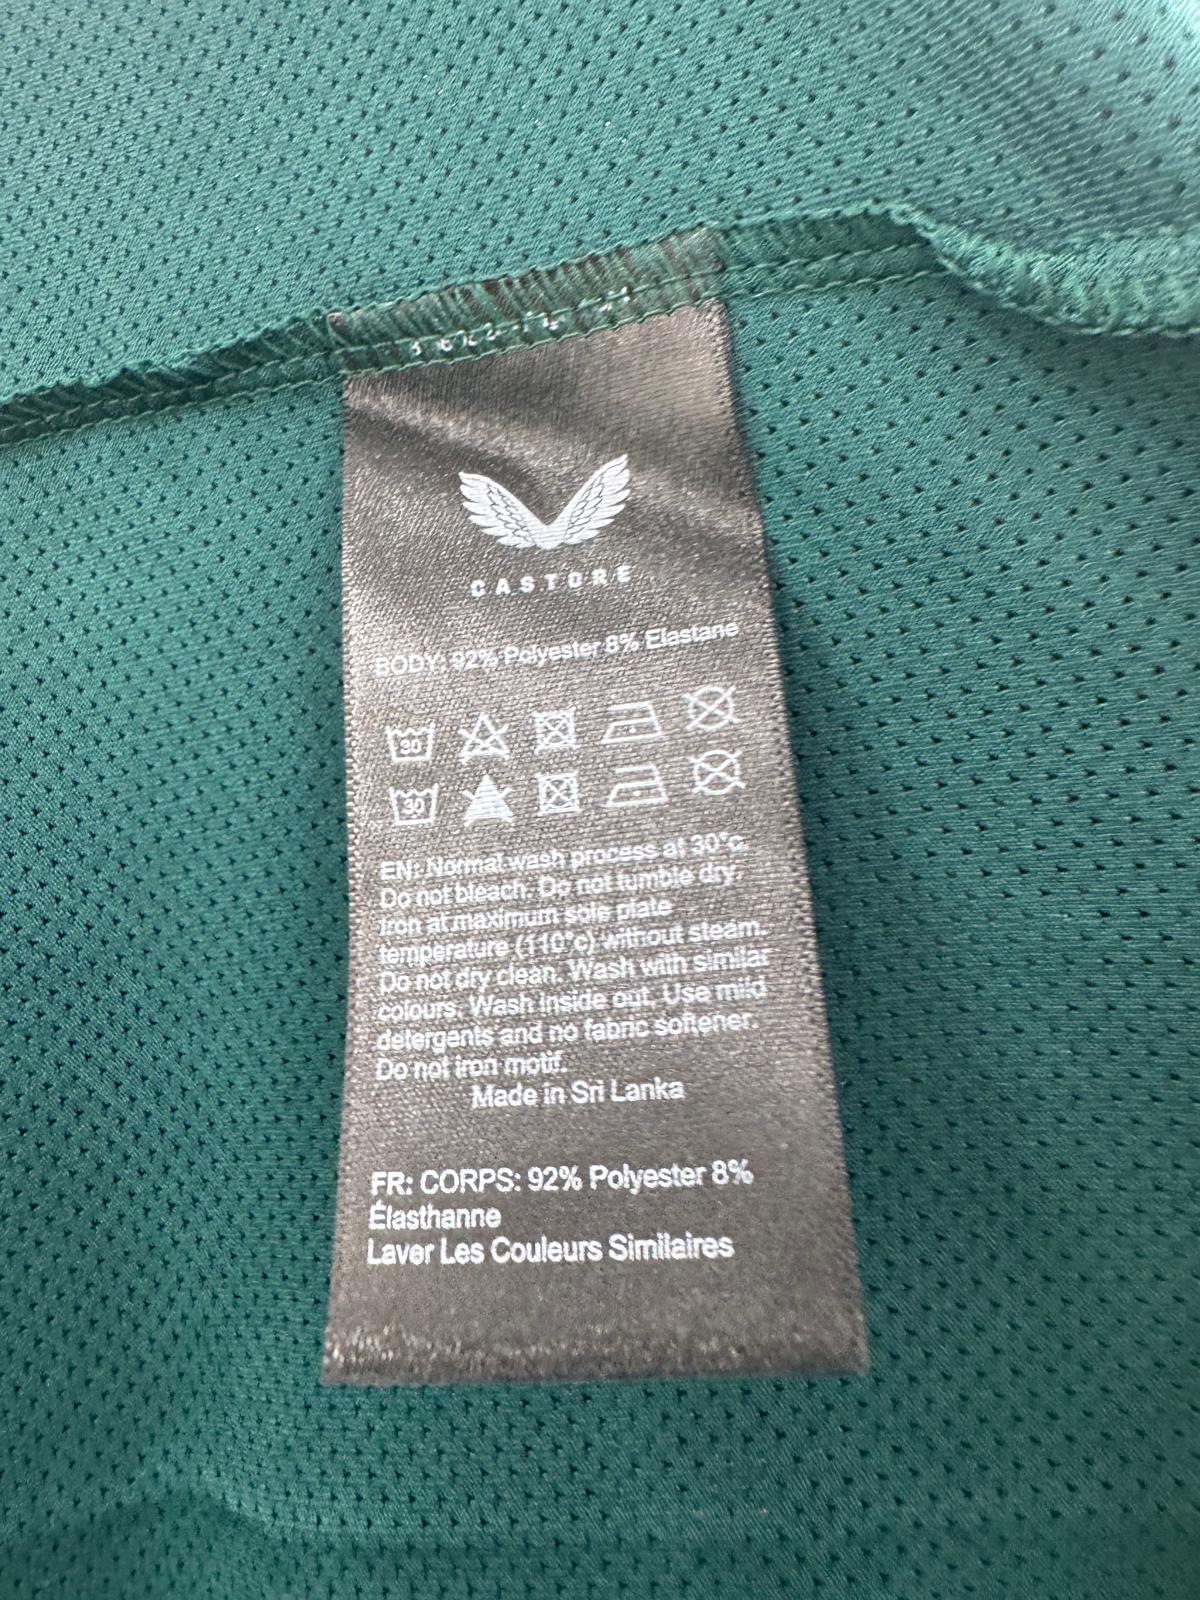 CASTORE
BODY: 92% Polyester 8% Elastane
30
30
EN: Normal wash process at 30°c.
Do not bleach. Do not tumble dry.
Iron at maximum sole plate
temperature (110°c) without steam.
Do not dry clean. Wash with similar
colours. Wash inside out. Use mild
detergents and no fabric softener.
Do not iron motif.
Made in Sri Lanka
FR: CORPS: 92% Polyester 8%
Élasthanne
Laver Les Couleurs Similaires